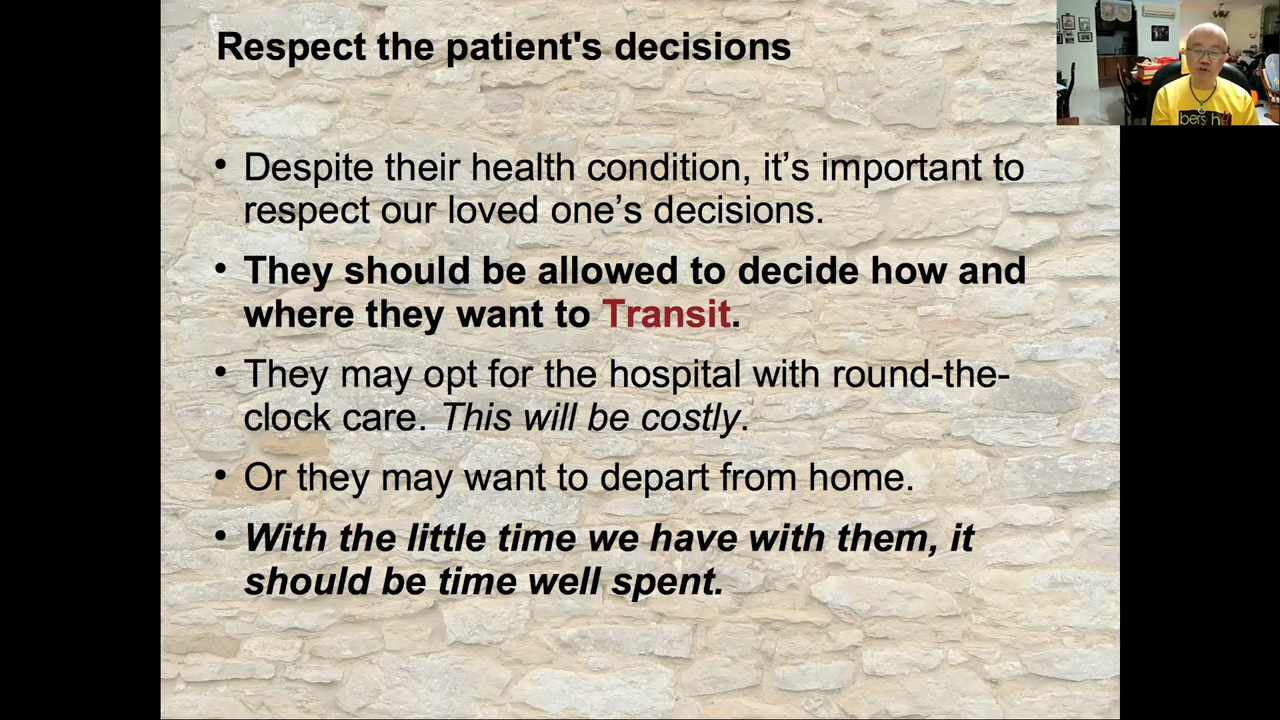 Respect the patient's decisions
• Despite their health condition, it’s important to
respect our loved one’s decisions.
• They should be allowed to decide how and
where they want to Transit.
• They may opt for the hospital with round-the-
clock care. This will be costly.
• Or they may want to depart from home.
• With the little time we have with them, it
should be time well spent.